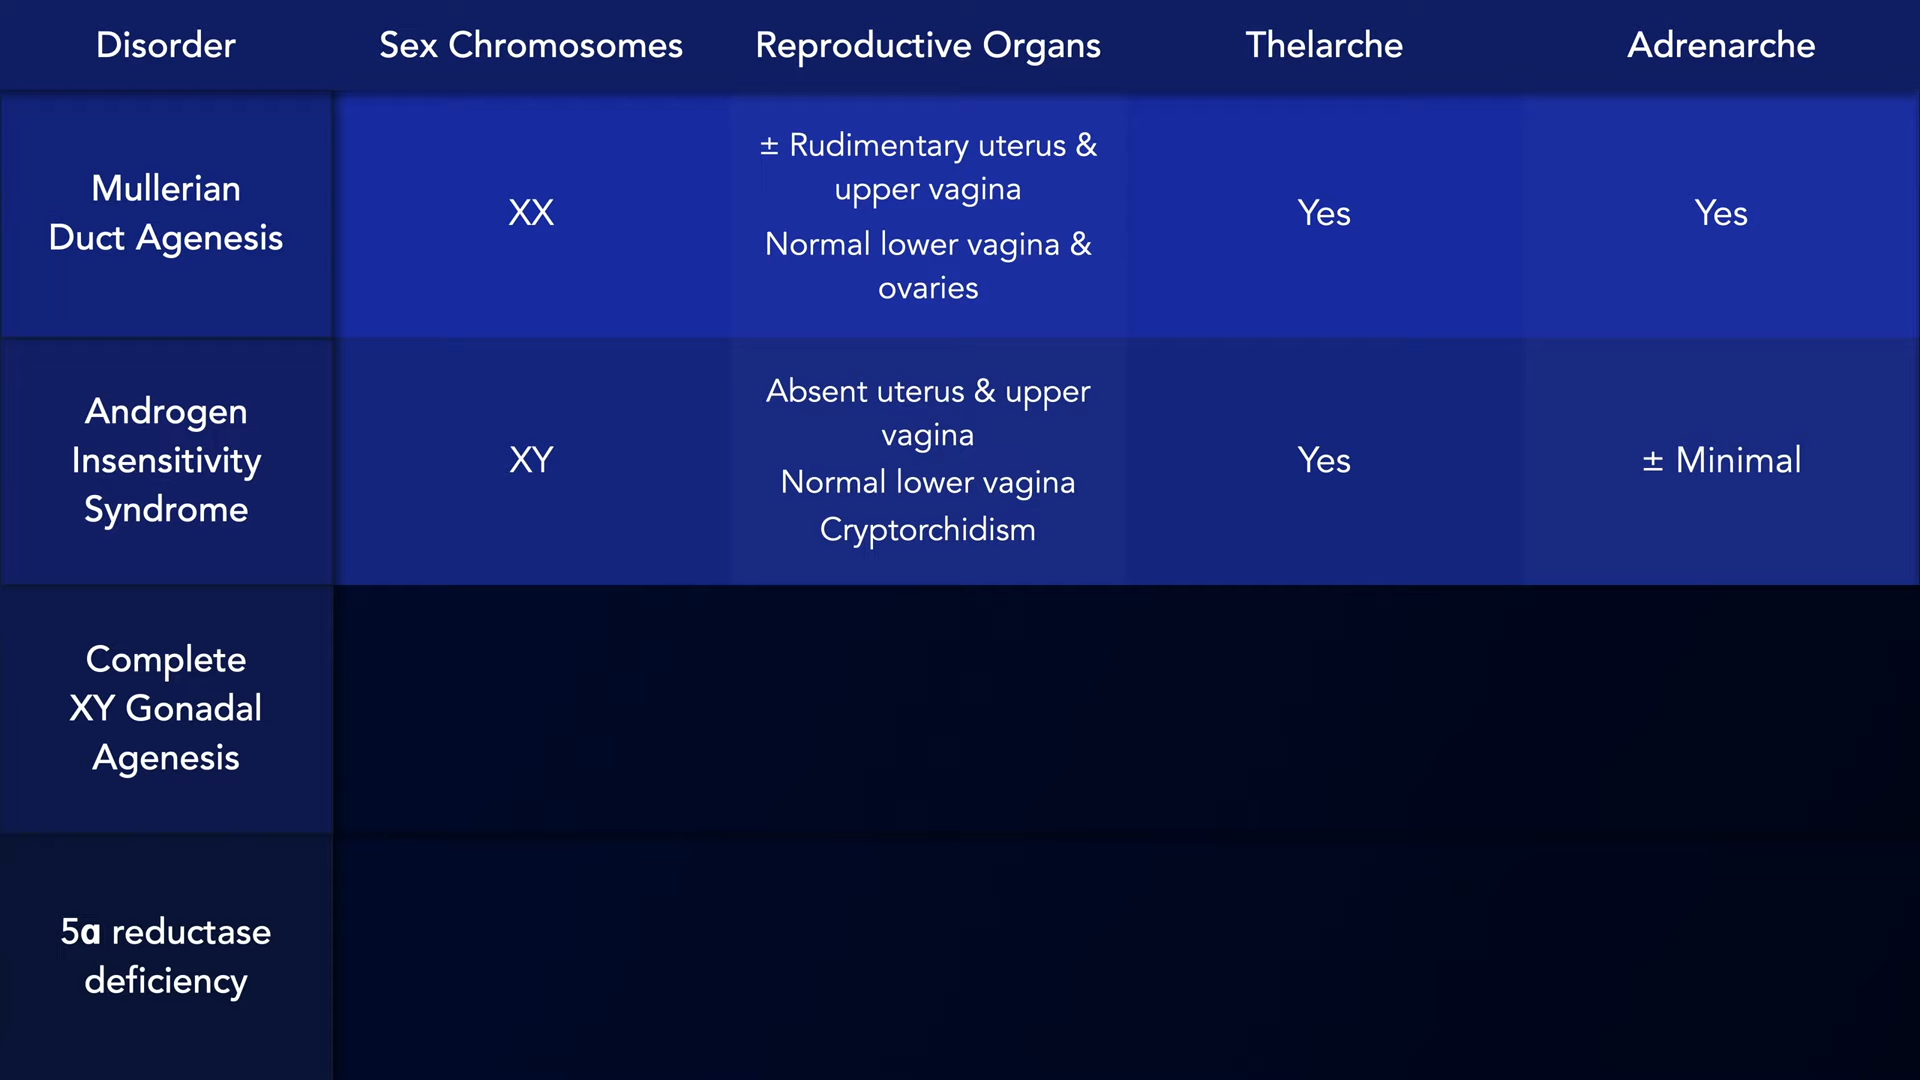 Disorder
Sex Chromosomes
Reproductive Organs
Thelarche
Adrenarche
Mullerian
Duct Agenesis
XX
± Rudimentary uterus &
upper vagina
Normal lower vagina &
ovaries
Yes
Yes
Androgen
Insensitivity
Syndrome
XY
Absent uterus & upper
vagina
Normal lower vagina
Cryptorchidism
Yes
± Minimal
Complete
XY Gonadal
Agenesis
5α reductase
deficiency